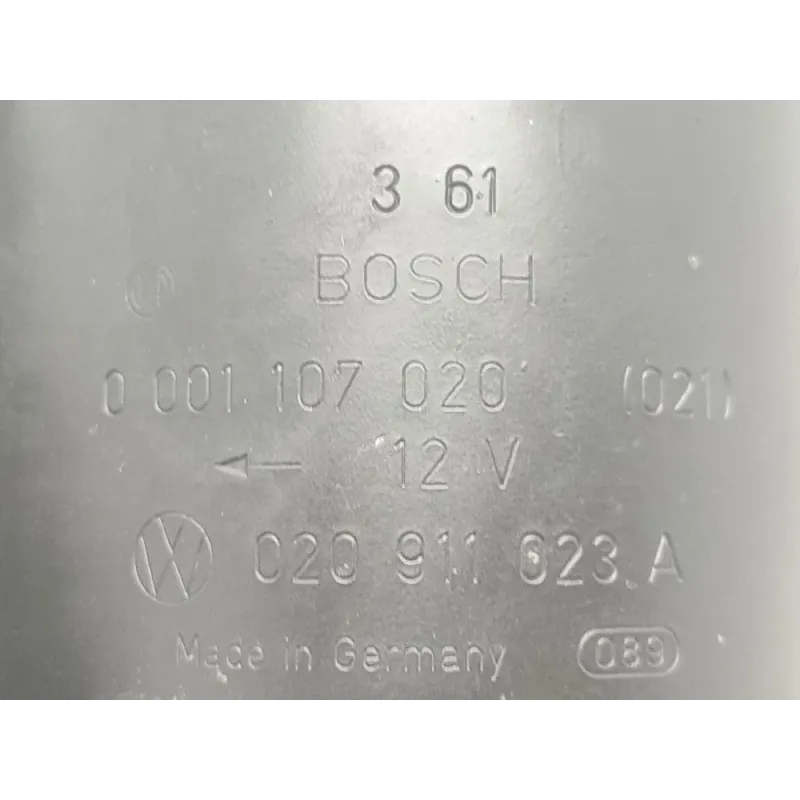 3 61
BOSCH
0 001 107 020 (021)
12 V
020 911 023 A
Made in Germany 089